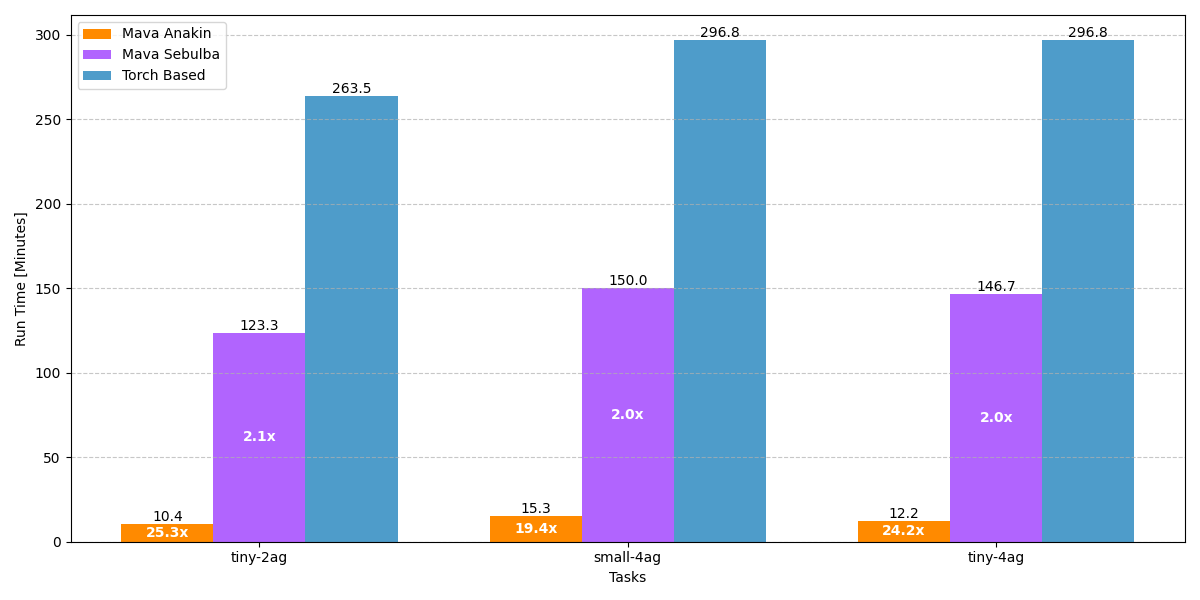 Mava Anakin
Mava Sebulba
Torch Based
Run Time [Minutes]
300
250
200
150
100
50
0
10.4
25.3x
123.3
2.1x
263.5
15.3
19.4x
150.0
2.0x
296.8
12.2
24.2x
146.7
2.0x
296.8
tiny-2ag
small-4ag
tiny-4ag
Tasks